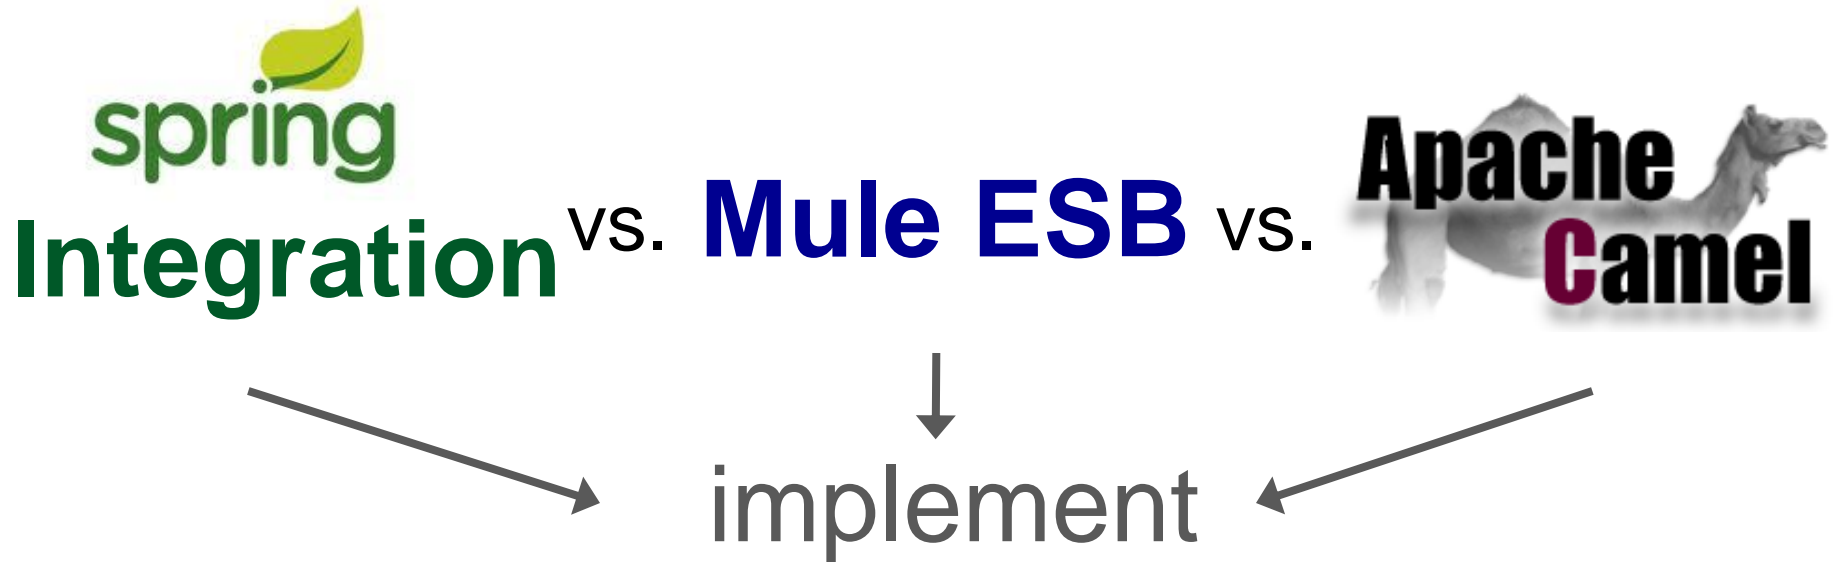 spring
Integration vs. Mule ESB vs. Apache Camel
implement